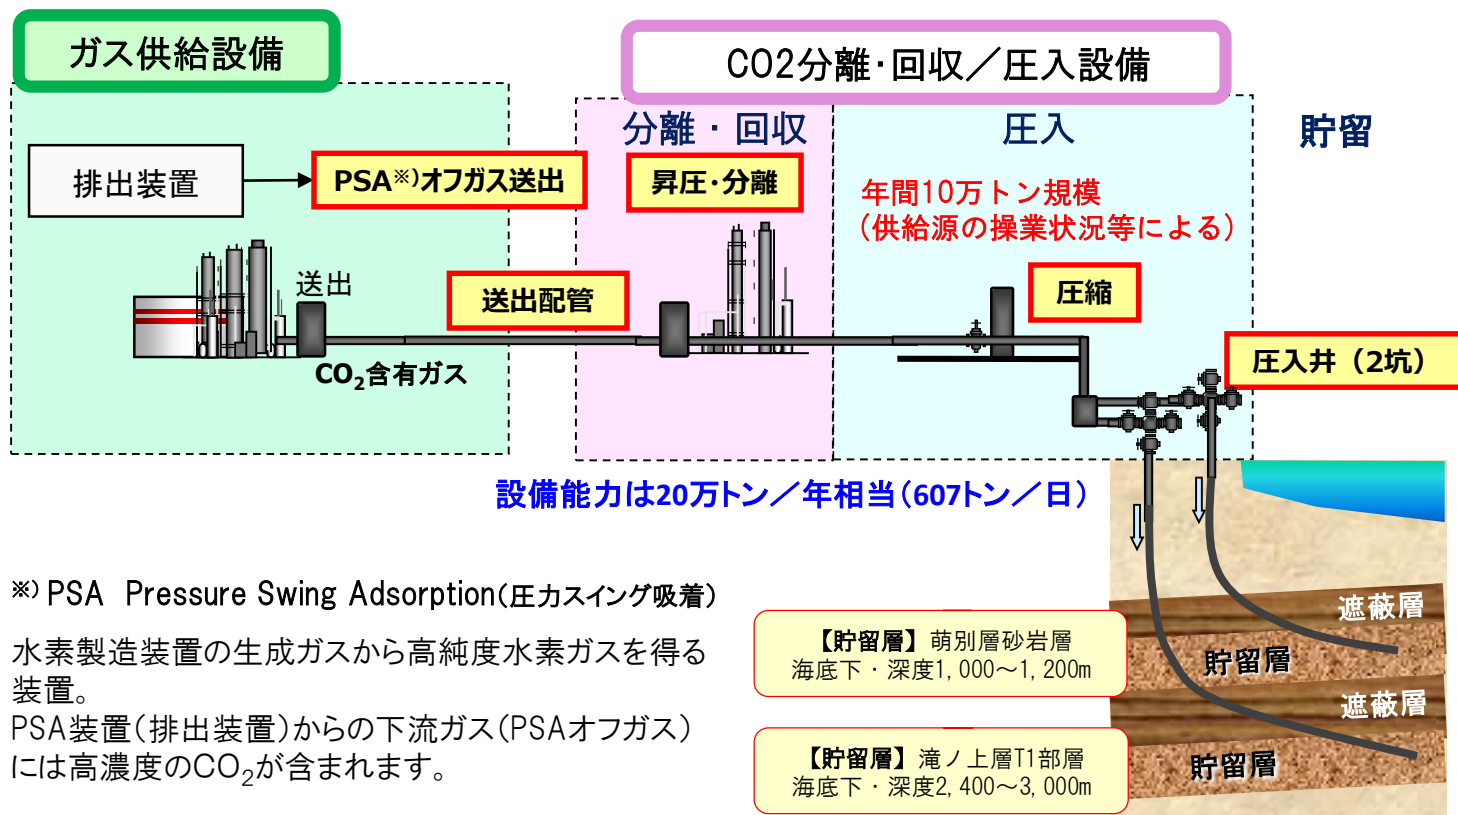 ガス供給設備
CO2分離・回収／圧入設備
分離・回収
圧入
貯留
排出装置
PSA※）オフガス送出
昇圧・分離
年間10万トン規模
（供給源の操業状況等による）
送出
送出配管
圧縮
CO₂含有ガス
圧入井（2坑）
設備能力は20万トン／年相当（607トン／日）
※）PSA Pressure Swing Adsorption（圧力スイング吸着）
水素製造装置の生成ガスから高純度水素ガスを得る
装置。
PSA装置（排出装置）からの下流ガス（PSAオフガス）
には高濃度のCO₂が含まれます。
【貯留層】萌別層砂岩層
海底下・深度1,000～1,200m
【貯留層】滝ノ上層T1部層
海底下・深度2,400～3,000m
遮蔽層
貯留層
遮蔽層
貯留層